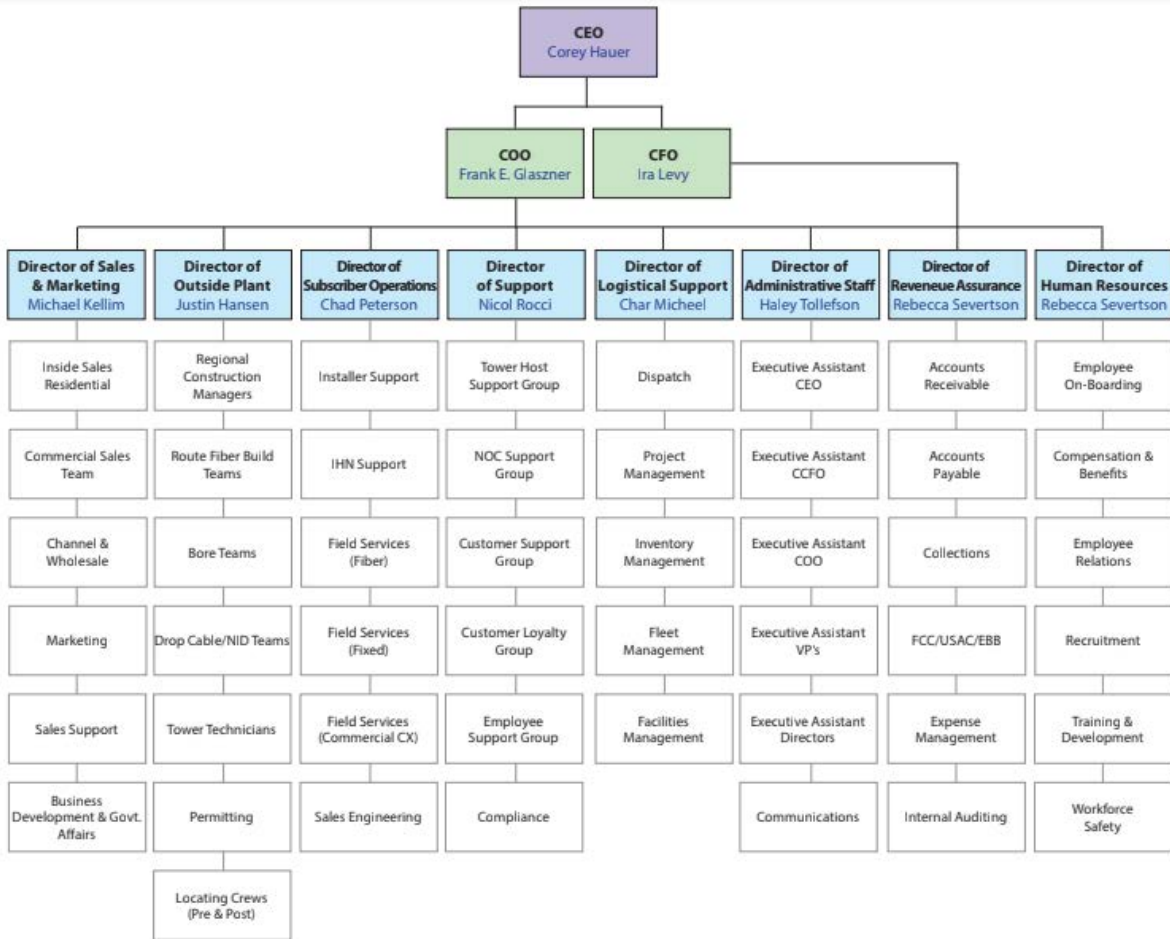 CEO
Corey Hauer
COO
Frank E. Glaszner
CFO
Ira Levy
Director of Sales
& Marketing
Michael Kellim
Director of
Outside Plant
Justin Hansen
Director of
Subscriber Operations
Chad Peterson
Director
of Support
Nicol Rocci
Director of
Logistical Support
Char Micheel
Director of
Administrative Staff
Haley Tollefson
Director of
Reveneue Assurance
Rebecca Severtson
Director of
Human Resources
Rebecca Severtson
Inside Sales
Residential
Regional
Construction
Managers
Installer Support
Tower Host
Support Group
Dispatch
Executive Assistant
CEO
Accounts
Receivable
Employee
On-Boarding
Commercial Sales
Team
Route Fiber Build
Teams
IHN Support
NOC Support
Group
Project
Management
Executive Assistant
CCFO
Accounts
Payable
Compensation &
Benefits
Channel &
Wholesale
Bore Teams
Field Services
(Fiber)
Customer Support
Group
Inventory
Management
Executive Assistant
COO
Collections
Employee
Relations
Marketing
Drop Cable/NID Teams
Field Services
(Fixed)
Customer Loyalty
Group
Fleet
Management
Executive Assistant
VP's
FCC/USAC/EBB
Recruitment
Sales Support
Tower Technicians
Field Services
(Commercial CX)
Employee
Support Group
Facilities
Management
Executive Assistant
Directors
Expense
Management
Training &
Development
Business
Development & Govt.
Affairs
Permitting
Sales Engineering
Compliance
Communications
Internal Auditing
Workforce
Safety
Locating Crews
(Pre & Post)